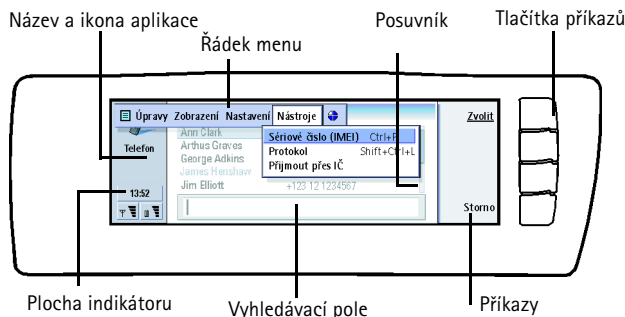 Název a ikona aplikace
Řádek menu
Posuvník
Tlačítka příkazů
Úpravy Zobrazení Nastavení Nástroje
Zvolit
Telefon
Ann Clark
Arthus Graves
George Adkins
James Henshaw
Jim Elliott +123 12 1234567
Sériové číslo (IMEI) Ctrl+
Protokol Shift+Ctrl+L
Přijmout přes IČ
13:52
Storno
Plocha indikátoru
Vyhledávací pole
Příkazy